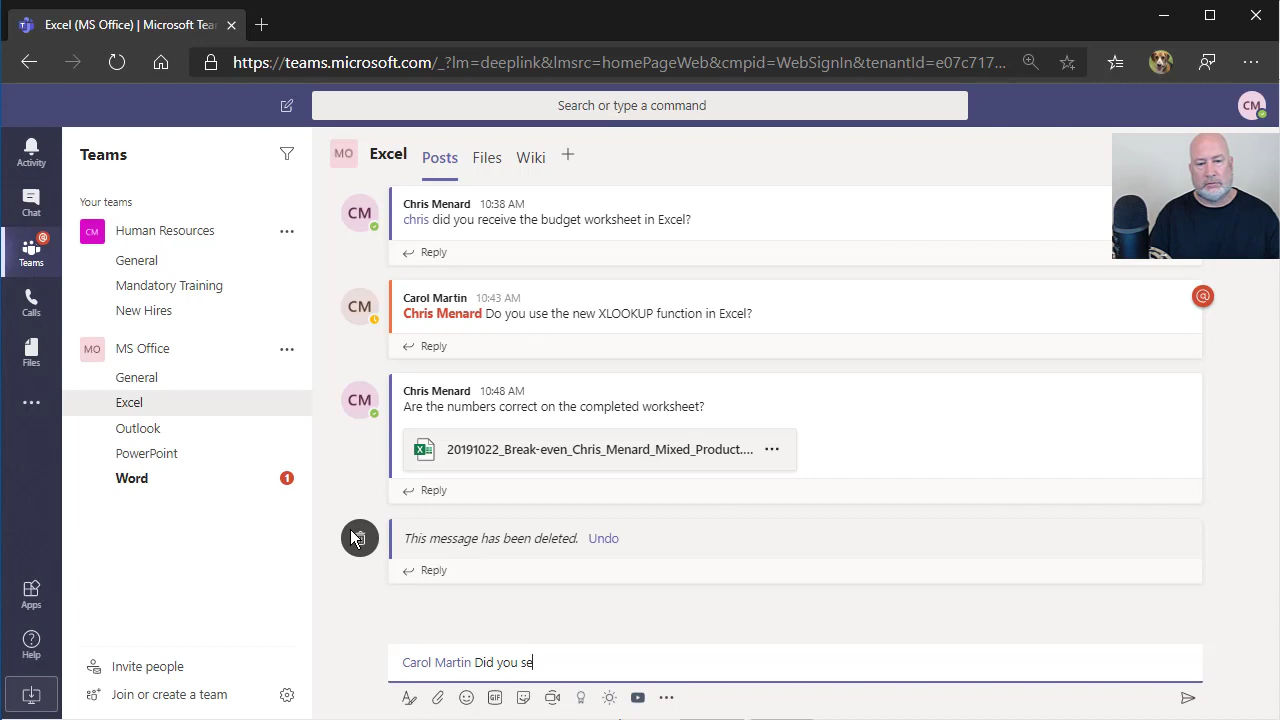 Excel (MS Office) | Microsoft Tea
https://teams.microsoft.com/_?lm=deeplink&lmsrc=homePageWeb&cmpid=WebSignIn&tenantId=e07c717...
Search or type a command
CM
Activity
Chat
Teams
Calls
Files
Apps
Help
Teams
Your teams
CM Human Resources
General
Mandatory Training
New Hires
MO MS Office
General
Excel
Outlook
PowerPoint
Word 1
Invite people
Join or create a team
MO Excel Posts Files Wiki
CM
Chris Menard 10:38 AM
chris did you receive the budget worksheet in Excel?
Reply
CM
Carol Martin 10:43 AM
@
Chris Menard Do you use the new XLOOKUP function in Excel?
Reply
CM
Chris Menard 10:48 AM
Are the numbers correct on the completed worksheet?
20191022_Break-even_Chris_Menard_Mixed_Product....
Reply
This message has been deleted. Undo
Reply
Carol Martin Did you se
GIF